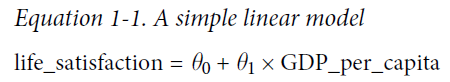 Equation 1-1. A simple linear model
life_satisfaction = θ₀ + θ₁ × GDP_per_capita